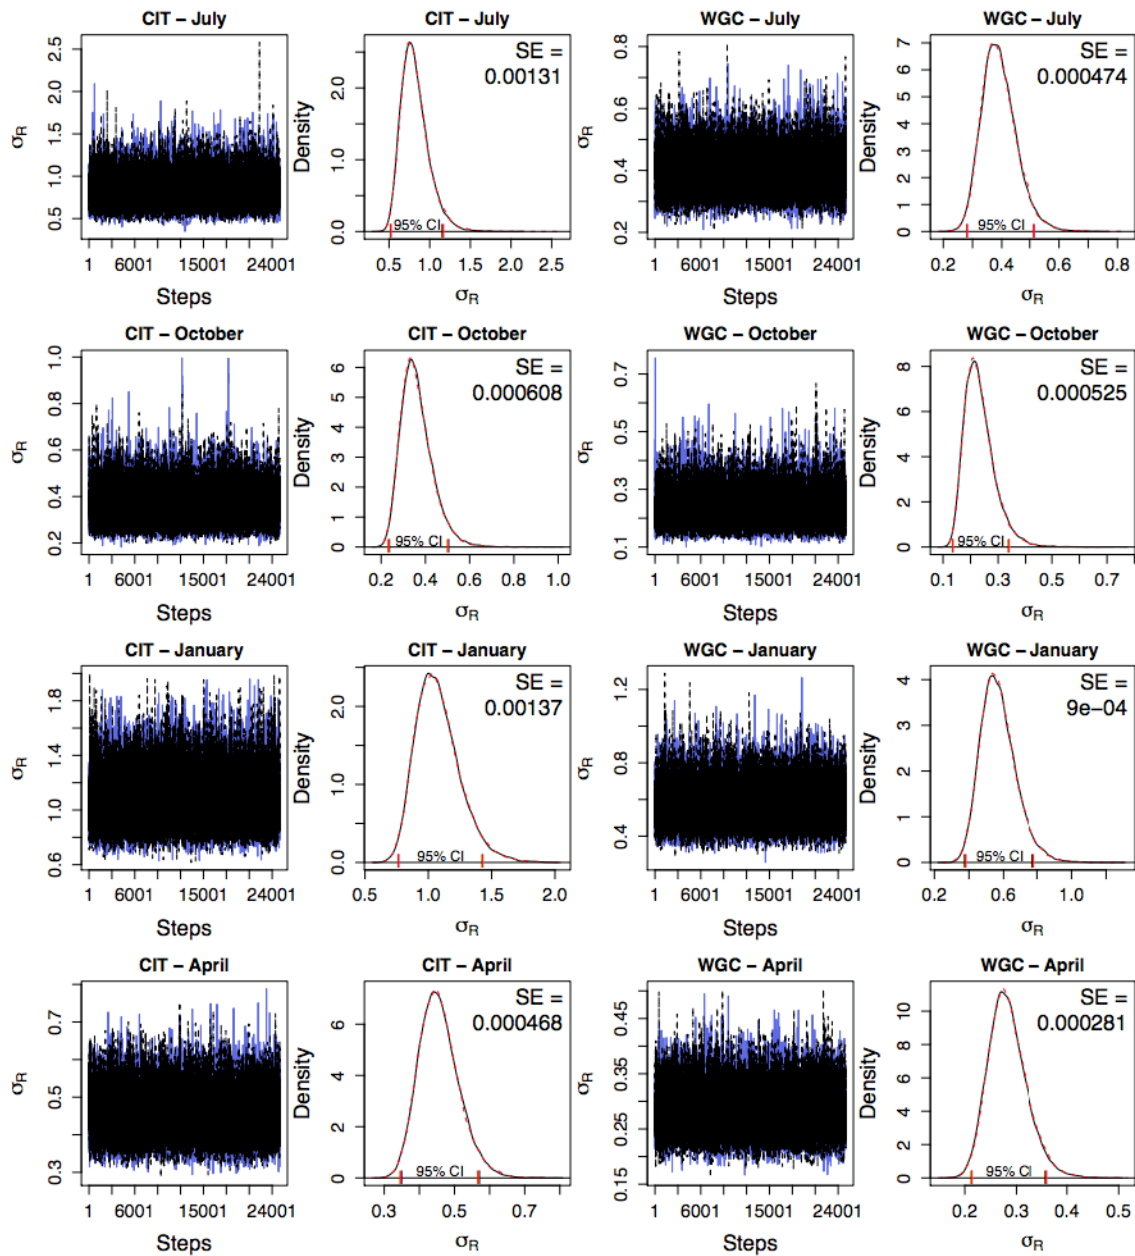 CIT – July
CIT – July
WGC – July
WGC – July
σR
0.5 1.0 1.5 2.0 2.5
1 6001 15001 24001
Steps
Density
0.0 1.0 2.0
SE =
0.00131
95% CI
0.5 1.0 1.5 2.0 2.5
σR
σR
0.2 0.4 0.6 0.8
1 6001 15001 24001
Steps
Density
0 1 2 3 4 5 6 7
SE =
0.000474
95% CI
0.2 0.4 0.6 0.8
σR
CIT – October
CIT – October
WGC – October
WGC – October
σR
0.2 0.4 0.6 0.8 1.0
1 6001 15001 24001
Steps
Density
0 1 2 3 4 5 6
SE =
0.000608
95% CI
0.2 0.4 0.6 0.8 1.0
σR
σR
0.1 0.3 0.5 0.7
1 6001 15001 24001
Steps
Density
0 2 4 6 8
SE =
0.000525
95% CI
0.1 0.3 0.5 0.7
σR
CIT – January
CIT – January
WGC – January
WGC – January
σR
0.6 1.0 1.4 1.8
1 6001 15001 24001
Steps
Density
0.0 1.0 2.0
SE =
0.00137
95% CI
0.5 1.0 1.5 2.0
σR
σR
0.4 0.8 1.2
1 6001 15001 24001
Steps
Density
0 1 2 3 4
SE =
9e−04
95% CI
0.2 0.6 1.0
σR
CIT – April
CIT – April
WGC – April
WGC – April
σR
0.3 0.5 0.7
1 6001 15001 24001
Steps
Density
0 2 4 6
SE =
0.000468
95% CI
0.3 0.5 0.7
σR
σR
0.15 0.25 0.35 0.45
1 6001 15001 24001
Steps
Density
0 2 4 6 8 10
SE =
0.000281
95% CI
0.2 0.3 0.4 0.5
σR